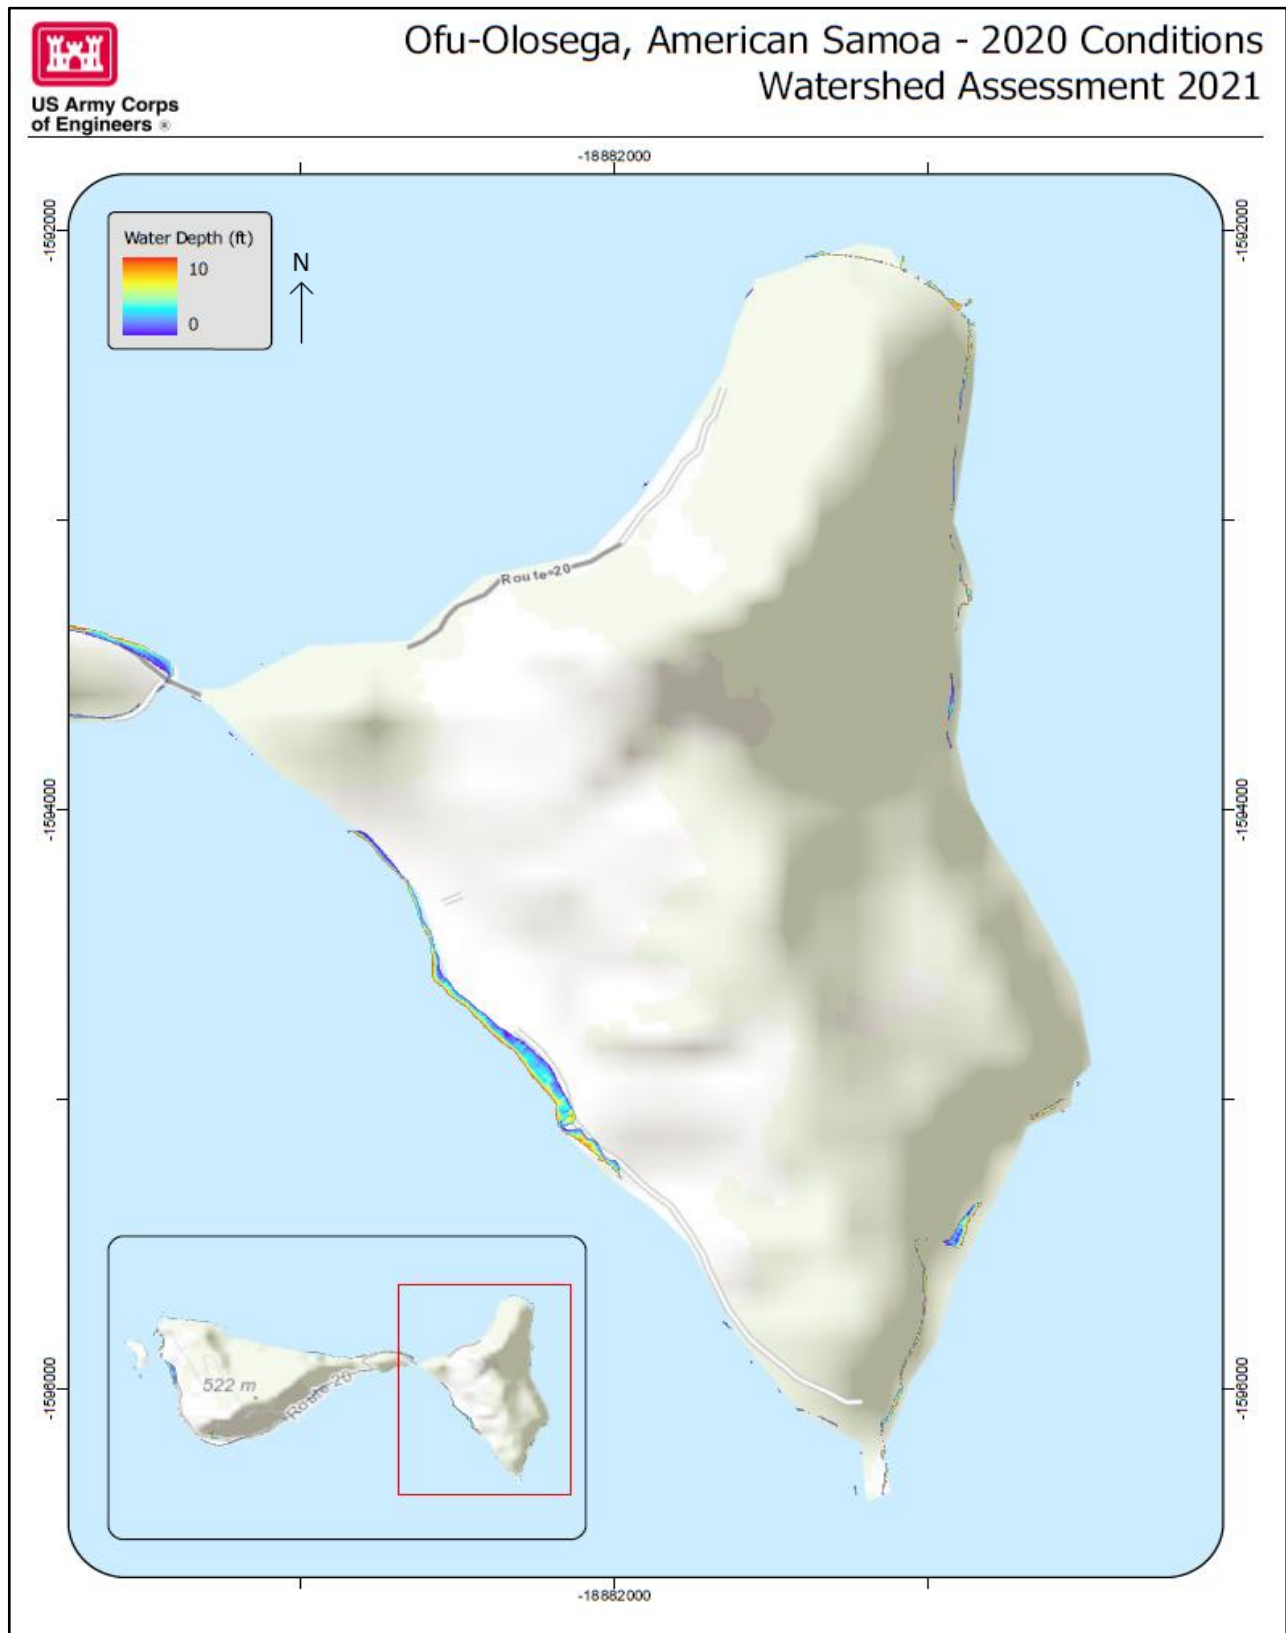 Ofu-Olosega, American Samoa - 2020 Conditions
Watershed Assessment 2021
US Army Corps
of Engineers ®
-18882000
-1592000
-1592000
Water Depth (ft)
10
0
N
Route 20
-1594000
-1594000
522 m
Route 20
-1596000
-1596000
-18882000